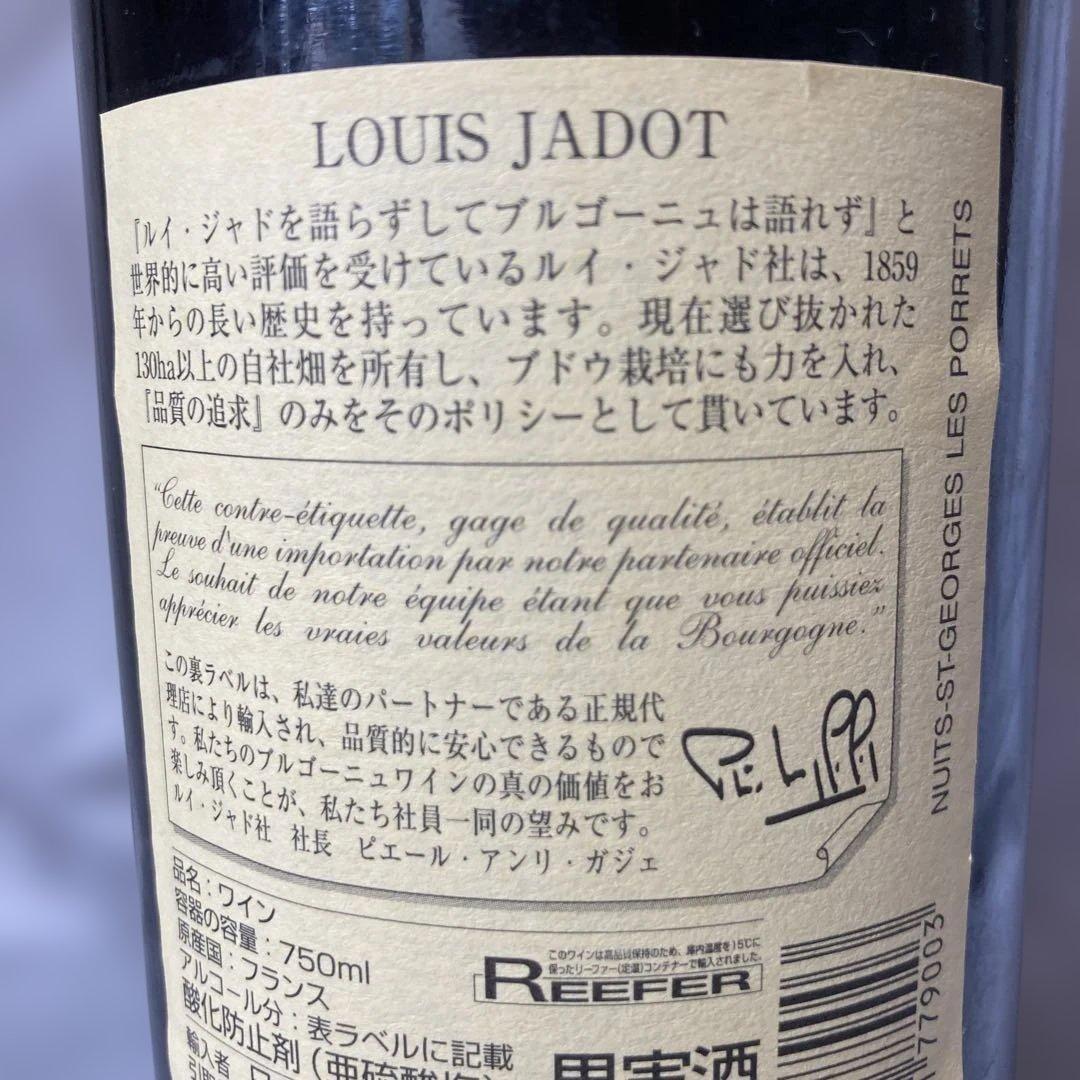 LOUIS JADOT
『ルイ・ジャドを語らずしてブルゴーニュは語れず』と
世界的に高い評価を受けているルイ・ジャド社は、1859
年からの長い歴史を持っています。現在選び抜かれた
130ha以上の自社畑を所有し、ブドウ栽培にも力を入れ、
『品質の追求』のみをそのポリシーとして貫いています。
"Cette contre-étiquette, gage de qualité, établit la
preuve d'une importation par notre partenaire officiel.
Le souhait de notre équipe étant que vous puissiez
apprécier les vraies valeurs de la Bourgogne."
この裏ラベルは、私達のパートナーである正規代
理店により輸入され、品質的に安心できるもので
す。私たちのブルゴーニュワインの真の価値をお
楽しみ頂くことが、私たち社員一同の望みです。
ルイ・ジャド社 社長 ピエール・アンリ・ガジェ
NUITS-ST-GEORGES LES PORRETS
品名:ワイン
容器の容量:750ml
原産国:フランス
アルコール分:表ラベルに記載
酸化防止剤(亜硫酸塩)
輸入者
引取
このワインは高品質保持のため、庫内温度を15℃に
保ったリーファー(定温)コンテナーで輸入されました。
REEFER
果実酒
779003